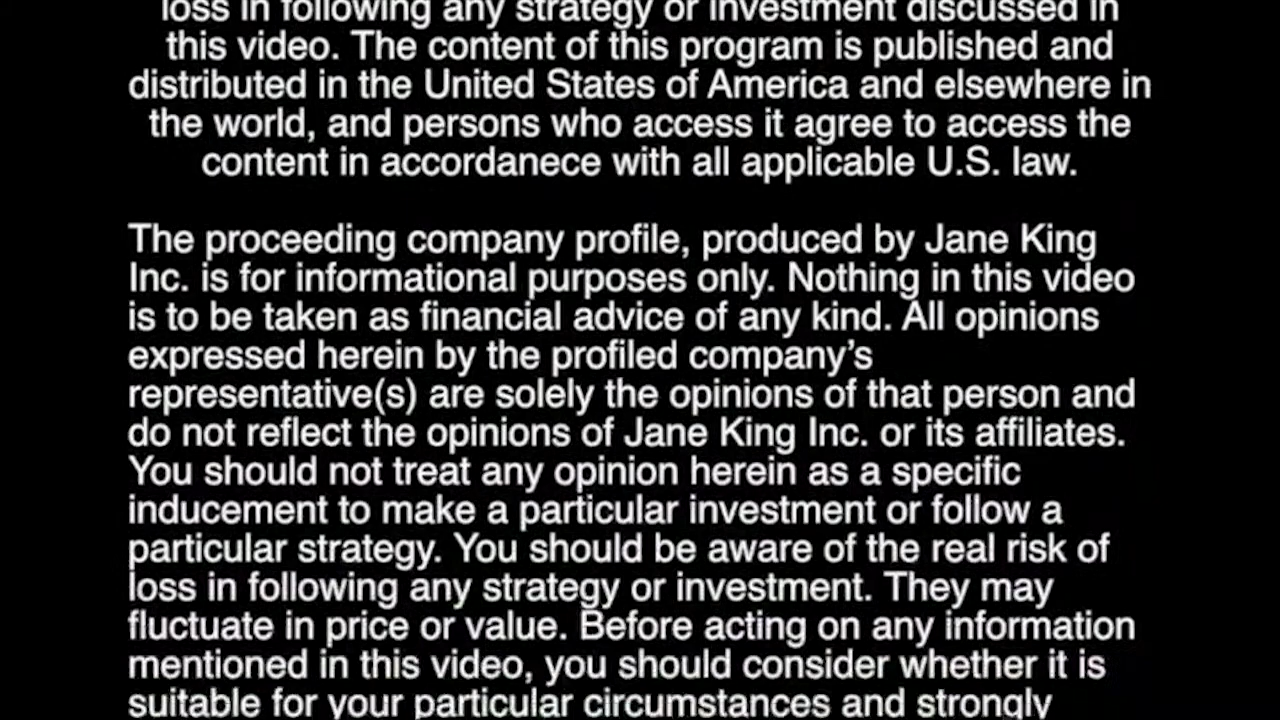 loss in following any strategy or investment discussed in
this video. The content of this program is published and
distributed in the United States of America and elsewhere in
the world, and persons who access it agree to access the
content in accordanece with all applicable U.S. law.
The proceeding company profile, produced by Jane King
Inc. is for informational purposes only. Nothing in this video
is to be taken as financial advice of any kind. All opinions
expressed herein by the profiled company’s
representative(s) are solely the opinions of that person and
do not reflect the opinions of Jane King Inc. or its affiliates.
You should not treat any opinion herein as a specific
inducement to make a particular investment or follow a
particular strategy. You should be aware of the real risk of
loss in following any strategy or investment. They may
fluctuate in price or value. Before acting on any information
mentioned in this video, you should consider whether it is
suitable for your particular circumstances and strongly